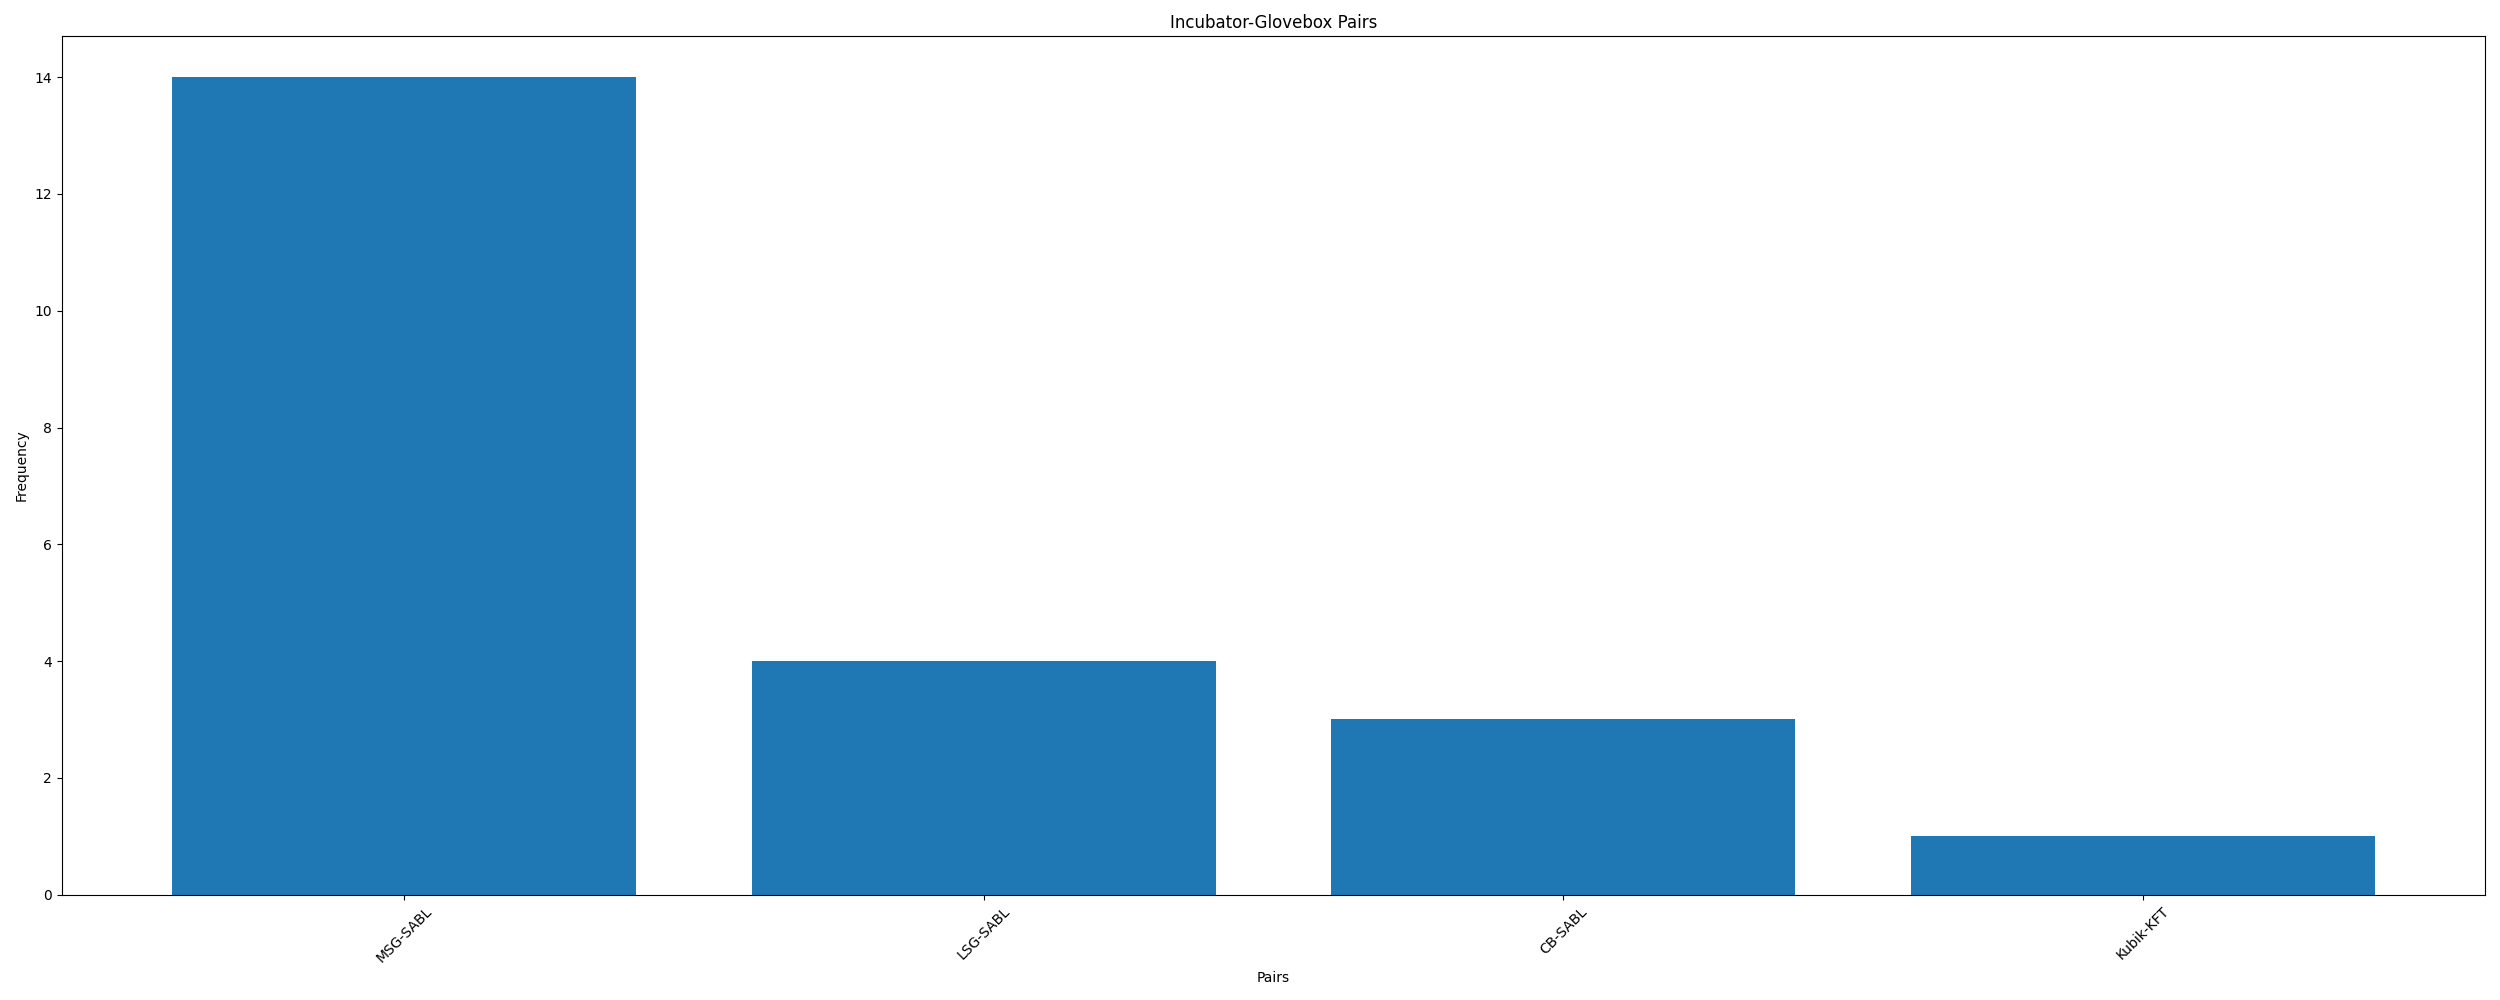 Incubator-Glovebox Pairs
Frequency
14
12
10
8
6
4
2
0
MSG-SABL
LSG-SABL
CB-SABL
Kubik-KFT
Pairs